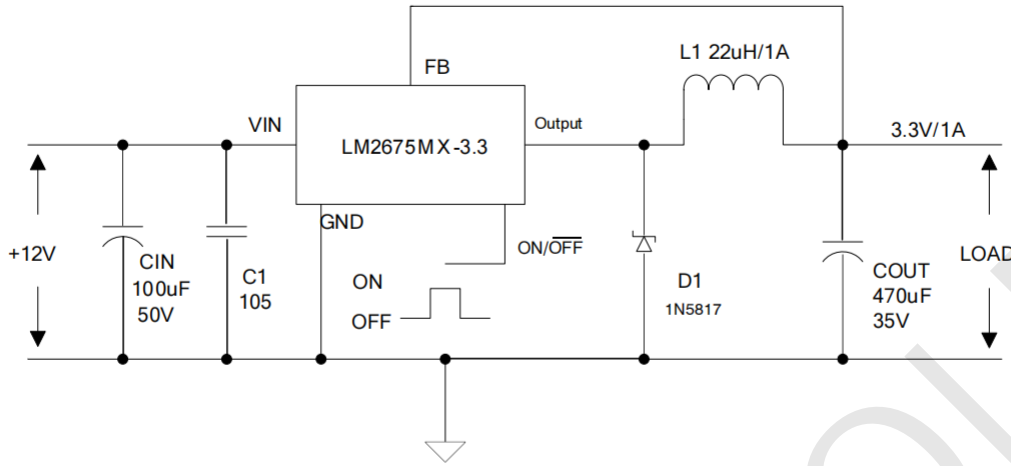 L1 22uH/1A
FB
VIN
LM2675MX-3.3
Output
3.3V/1A
GND
ON/OFF
+12V
CIN
100uF
50V
C1
105
ON
OFF
D1
1N5817
COUT
470uF
35V
LOAD